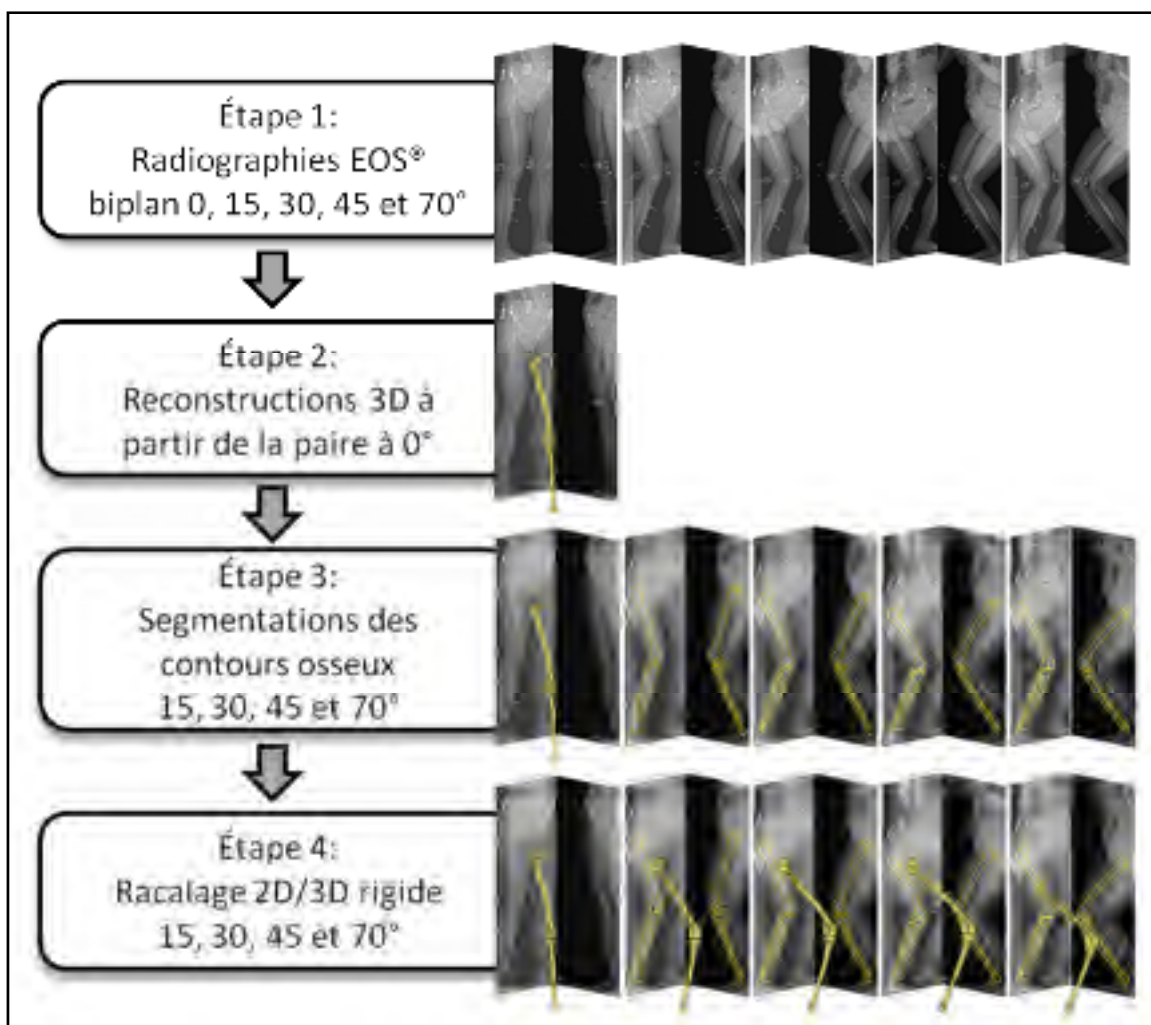 Étape 1:
Radiographies EOS®
biplan 0, 15, 30, 45 et 70°
Étape 2:
Reconstructions 3D à
partir de la paire à 0°
Étape 3:
Segmentations des
contours osseux
15, 30, 45 et 70°
Étape 4:
Racalage 2D/3D rigide
15, 30, 45 et 70°